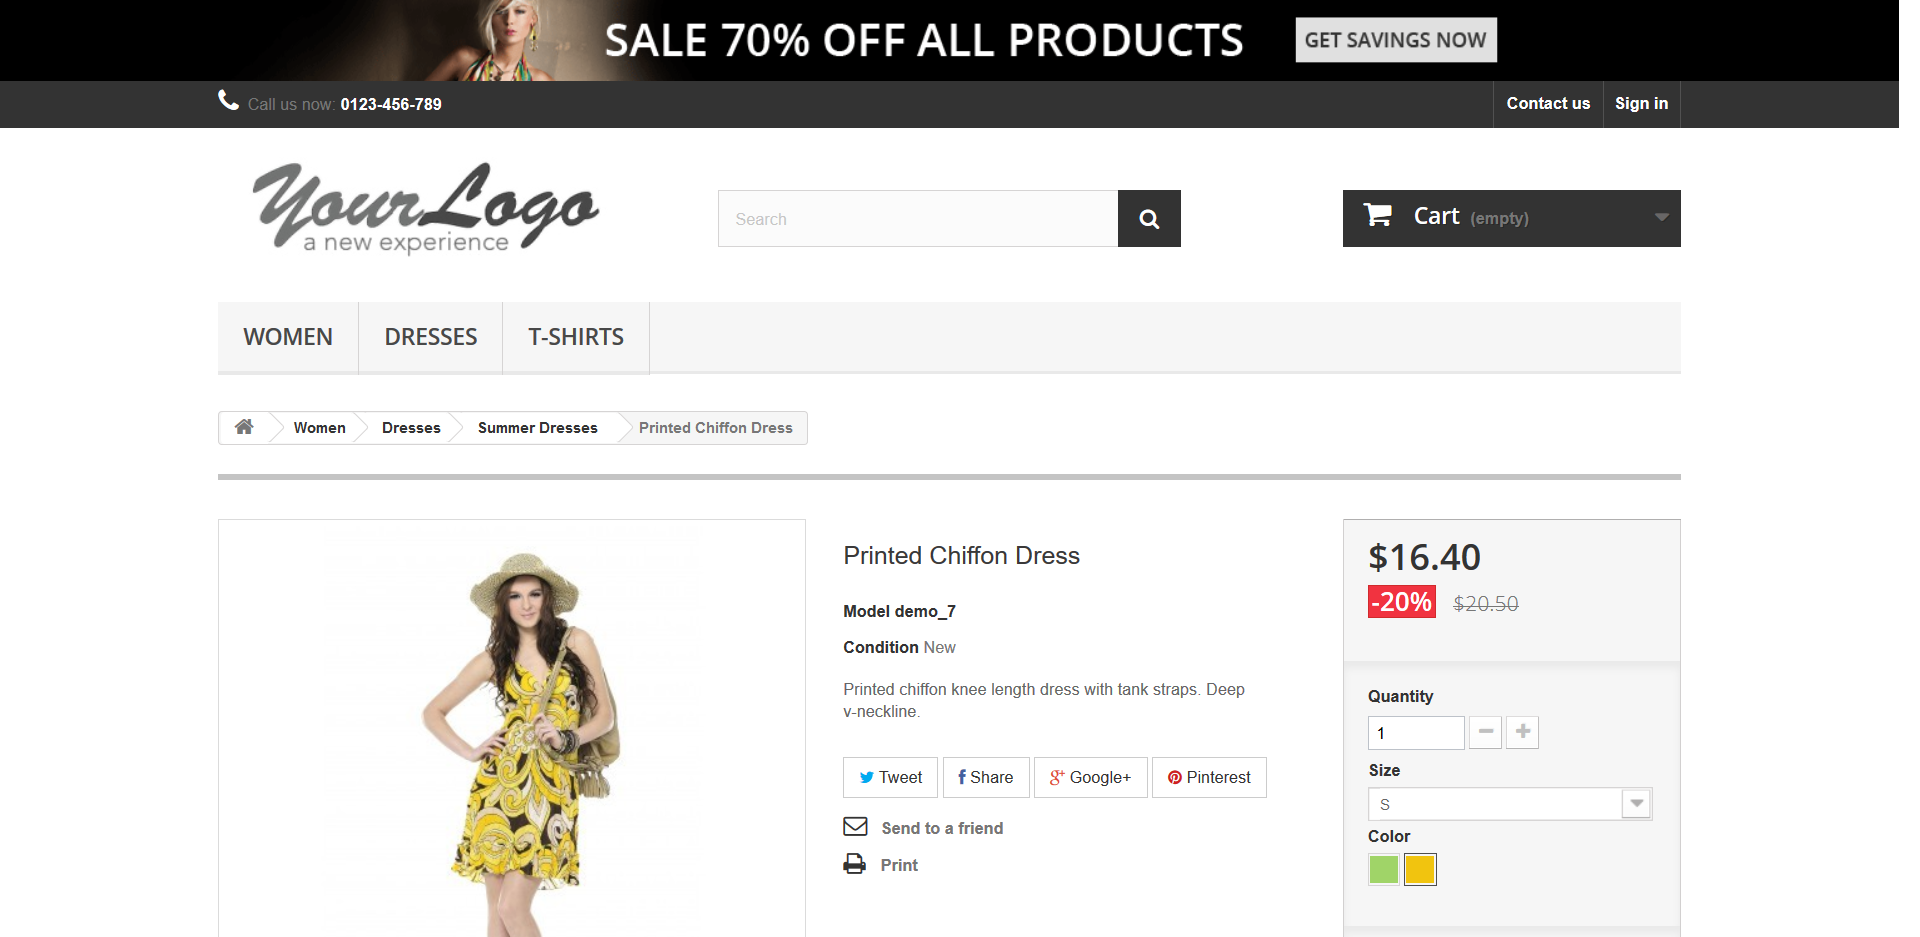 SALE 70% OFF ALL PRODUCTS
GET SAVINGS NOW
Call us now: 0123-456-789
Contact us
Sign in
YourLogo
a new experience
Search
Cart (empty)
WOMEN
DRESSES
T-SHIRTS
Women
Dresses
Summer Dresses
Printed Chiffon Dress
Printed Chiffon Dress
Model demo_7
Condition New
Printed chiffon knee length dress with tank straps. Deep
v-neckline.
Tweet
Share
Google+
Pinterest
Send to a friend
Print
$16.40
-20% $20.50
Quantity
1
Size
S
Color